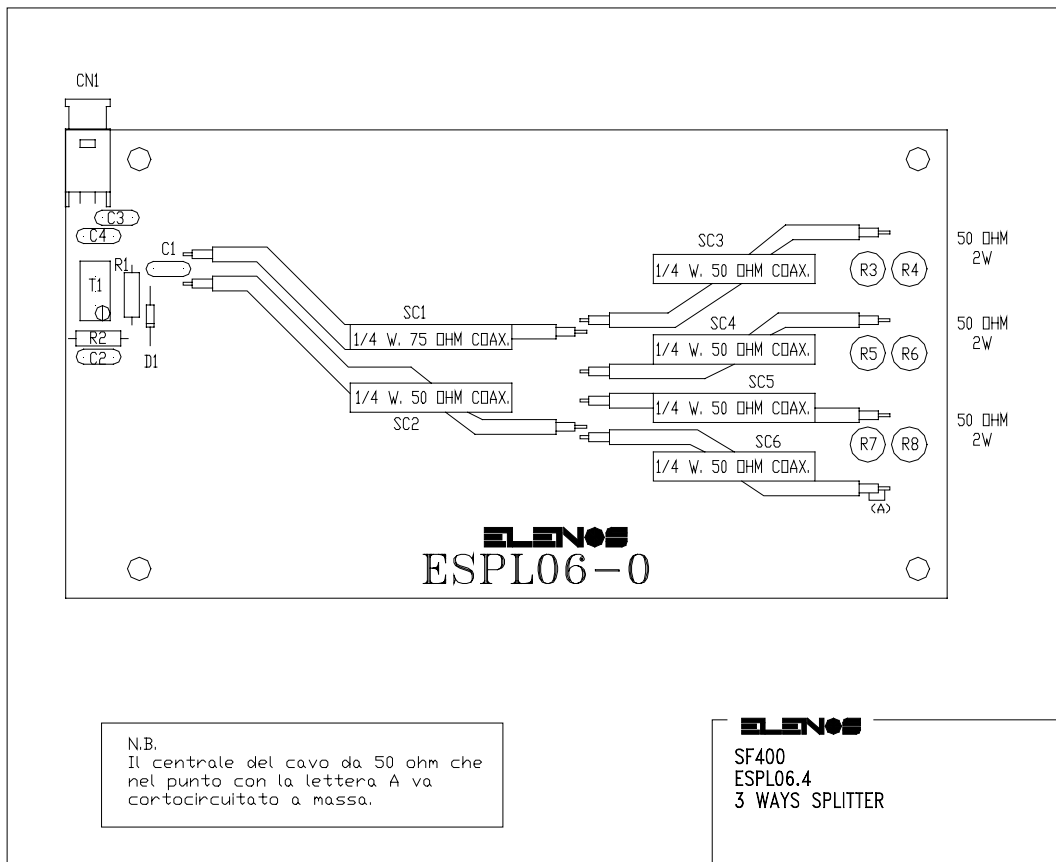 CN1
C3
C4
C1
R1
T1
R2
C2
D1
SC1
1/4 W. 75 OHM COAX.
1/4 W. 50 OHM COAX.
SC2
SC3
1/4 W. 50 OHM COAX.
SC4
1/4 W. 50 OHM COAX.
SC5
1/4 W. 50 OHM COAX.
SC6
1/4 W. 50 OHM COAX.
R3 R4
50 OHM
2W
R5 R6
50 OHM
2W
R7 R8
50 OHM
2W
(A)
ELENOS
ESPL06-0
N.B.
Il centrale del cavo da 50 ohm che
nel punto con la lettera A va
cortocircuitato a massa.
ELENOS
SF400
ESPL06.4
3 WAYS SPLITTER